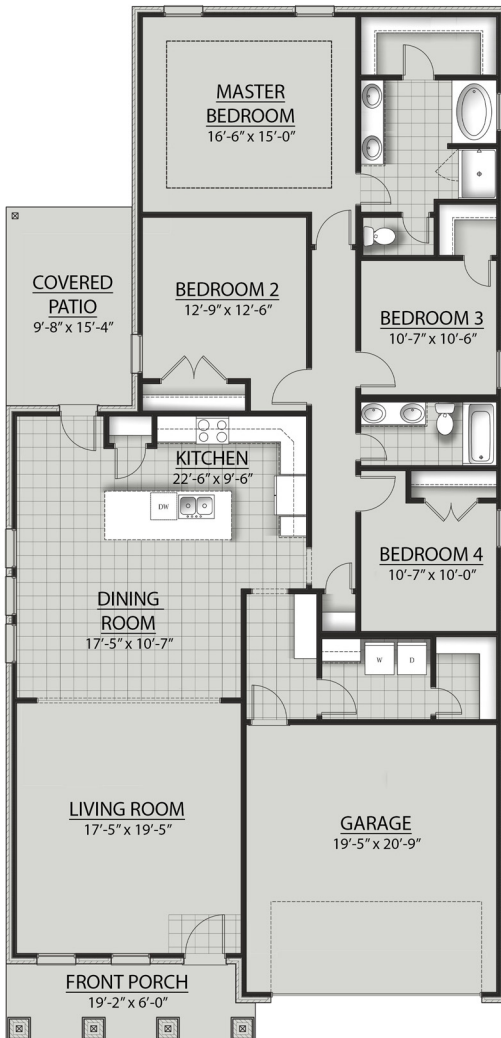 MASTER
BEDROOM
16'-6" x 15'-0"
COVERED
PATIO
9'-8" x 15'-4"
BEDROOM 2
12'-9" x 12'-6"
BEDROOM 3
10'-7" x 10'-6"
KITCHEN
22'-6" x 9'-6"
DW
BEDROOM 4
10'-7" x 10'-0"
DINING
ROOM
17'-5" x 10'-7"
W
D
LIVING ROOM
17'-5" x 19'-5"
GARAGE
19'-5" x 20'-9"
FRONT PORCH
19'-2" x 6'-0"